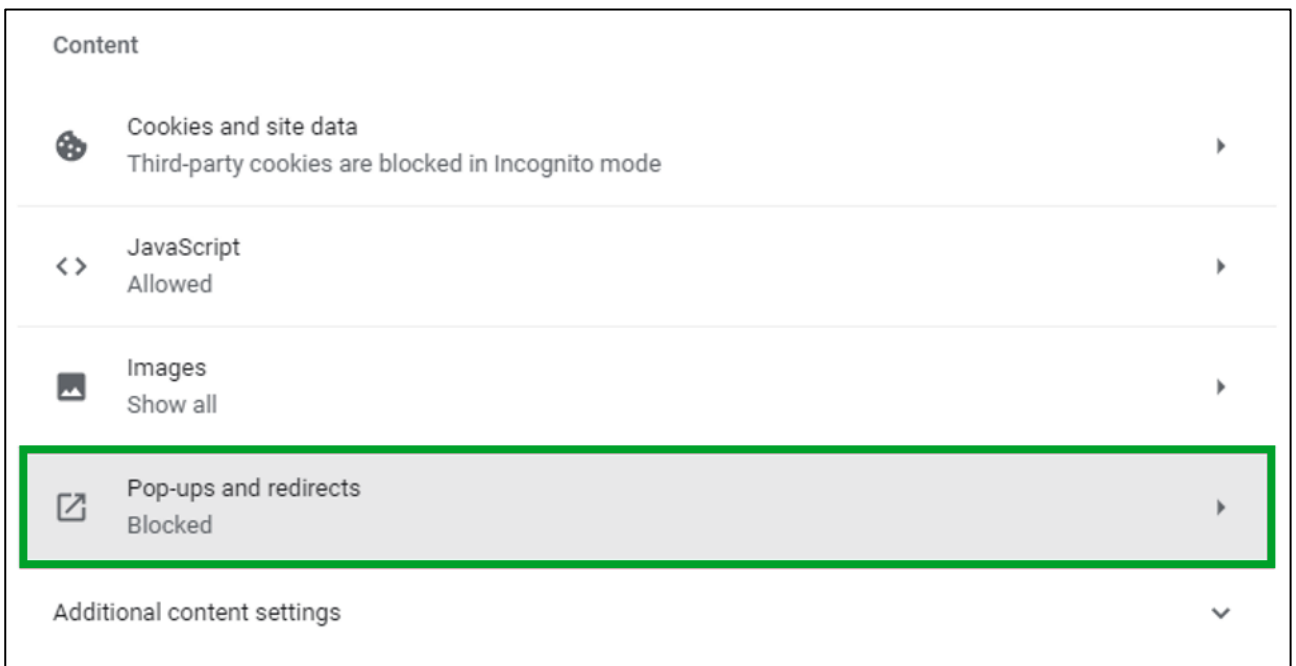 Content
Cookies and site data
Third-party cookies are blocked in Incognito mode
JavaScript
Allowed
Images
Show all
Pop-ups and redirects
Blocked
Additional content settings